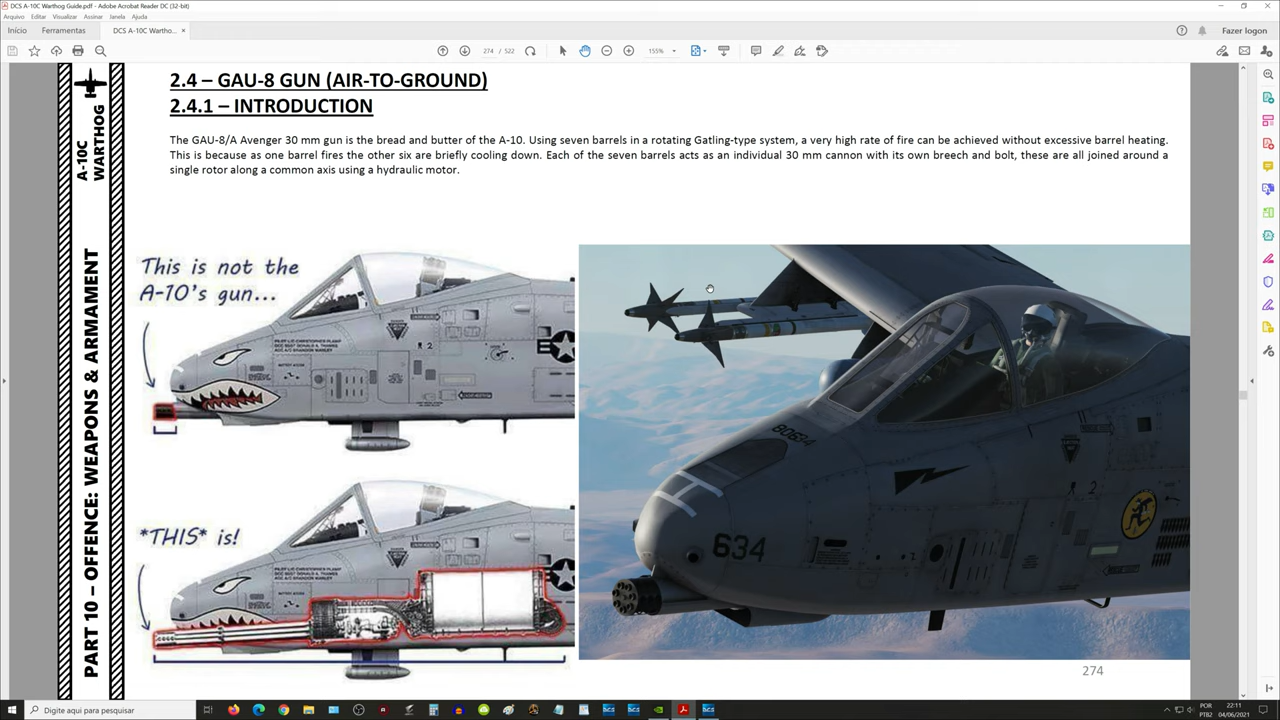 DCS A-10C Warthog Guide.pdf - Adobe Acrobat Reader DC (32-bit)
Arquivo Editar Visualizar Assinar Janela Ajuda
Início Ferramentas DCS A-10C Wartho... × Fazer logon
274 / 522 155%
A-10C
WARTHOG
PART 10 – OFFENCE: WEAPONS & ARMAMENT
2.4 – GAU-8 GUN (AIR-TO-GROUND)
2.4.1 – INTRODUCTION
The GAU-8/A Avenger 30 mm gun is the bread and butter of the A-10. Using seven barrels in a rotating Gatling-type system, a very high rate of fire can be achieved without excessive barrel heating.
This is because as one barrel fires the other six are briefly cooling down. Each of the seven barrels acts as an individual 30 mm cannon with its own breech and bolt, these are all joined around a
single rotor along a common axis using a hydraulic motor.
This is not the
A-10's gun...
2
*THIS* is!
2
80634
2
634
274
Digite aqui para pesquisar
POR
PTB2
22:11
04/06/2021